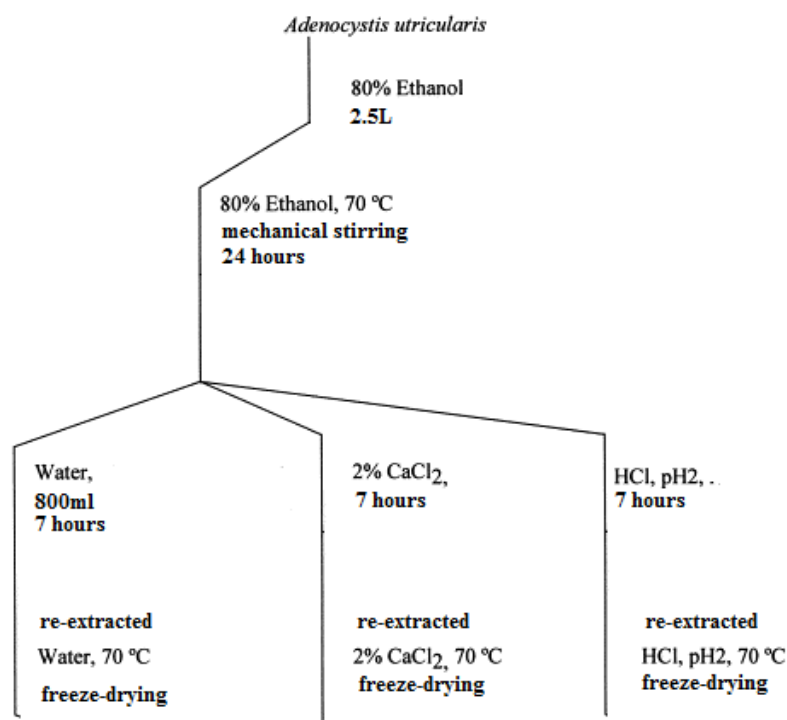 Adenocystis utricularis
80% Ethanol
2.5L
80% Ethanol, 70 ºC
mechanical stirring
24 hours
Water,
800ml
7 hours
re-extracted
Water, 70 ºC
freeze-drying
2% CaCl₂,
7 hours
re-extracted
2% CaCl₂, 70 ºC
freeze-drying
HCl, pH2, .
7 hours
re-extracted
HCl, pH2, 70 ºC
freeze-drying